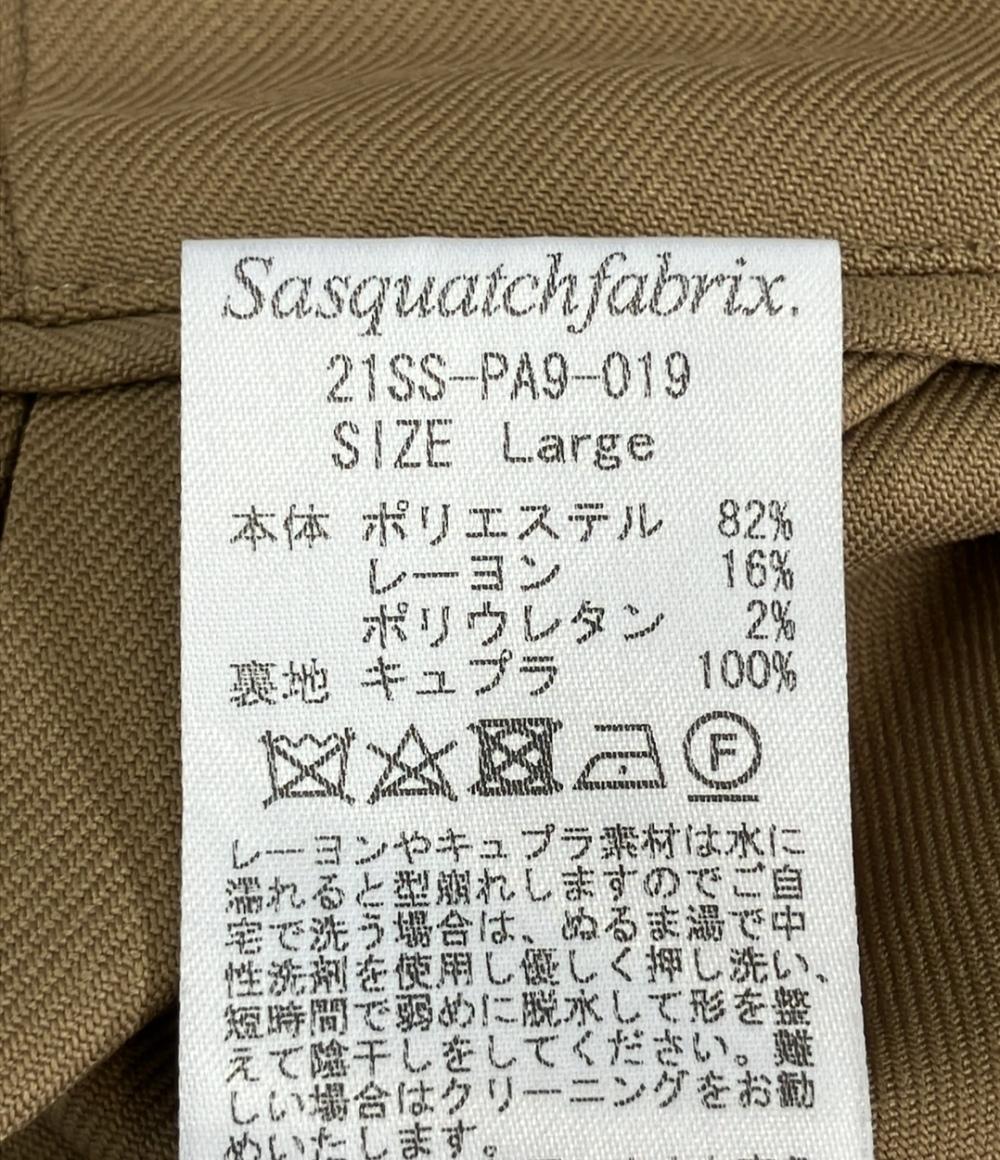 Sasquatchfabrix.
21SS-PA9-019
SIZE Large
本体 ポリエステル 82%
レーヨン 16%
ポリウレタン 2%
裏地 キュプラ 100%
F
レーヨンやキュプラ素材は水に
濡れると型崩れしますのでご自
宅で洗う場合は、ぬるま湯で中
性洗剤を使用し優しく押し洗い、
短時間で弱めに脱水して形を整
えて陰干しをしてください。難
しい場合はクリーニングをお勧
めいたします。